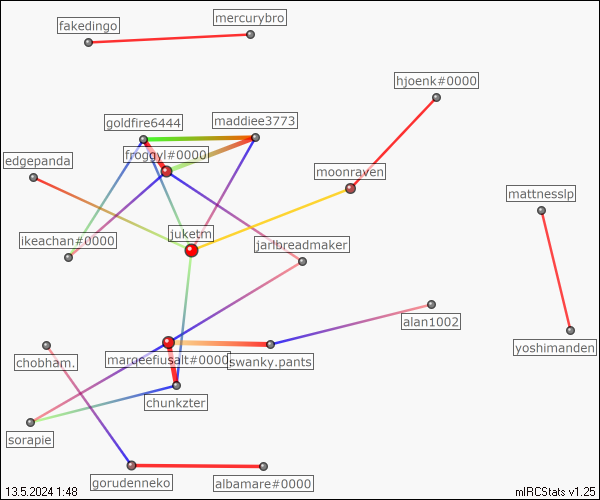 mercurybro
fakedingo
hjoenk#0000
goldfire6444
maddiee3773
froggyl#0000
edgepanda
moonraven
mattnesslp
juketm
ikeachan#0000
jarlbreadmaker
alan1002
yoshimanden
marqeefiusalt#0000
swanky.pants
chobham.
chunkzter
sorapie
gorudenneko
albamare#0000
13.5.2024 1:48
mIRCStats v1.25